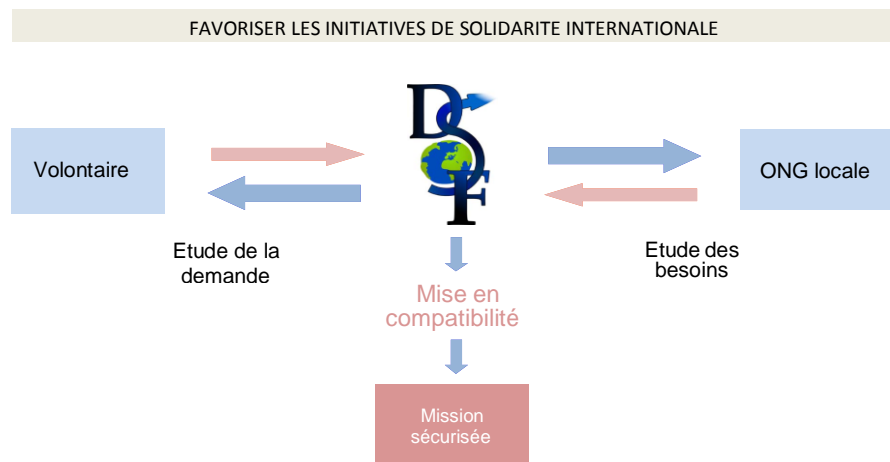 FAVORISER LES INITIATIVES DE SOLIDARITE INTERNATIONALE
DSF
Volontaire
ONG locale
Etude de la
demande
Etude des
besoins
Mise en
compatibilité
Mission
sécurisée